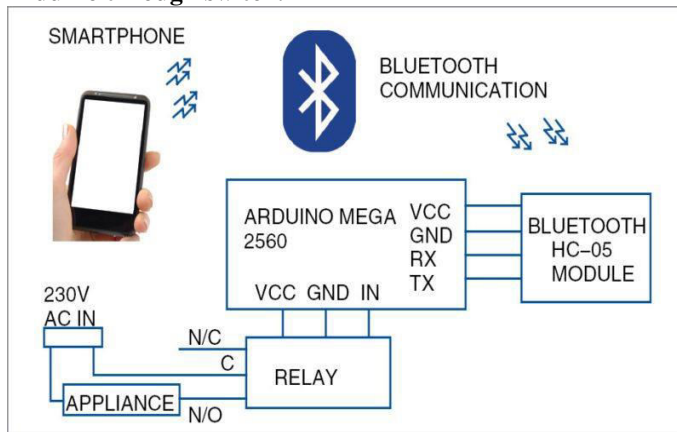 SMARTPHONE
BLUETOOTH
COMMUNICATION
ARDUINO MEGA
2560
VCC
GND
RX
TX
BLUETOOTH
HC–05
MODULE
VCC GND IN
230V
AC IN
N/C
C
RELAY
APPLIANCE
N/O